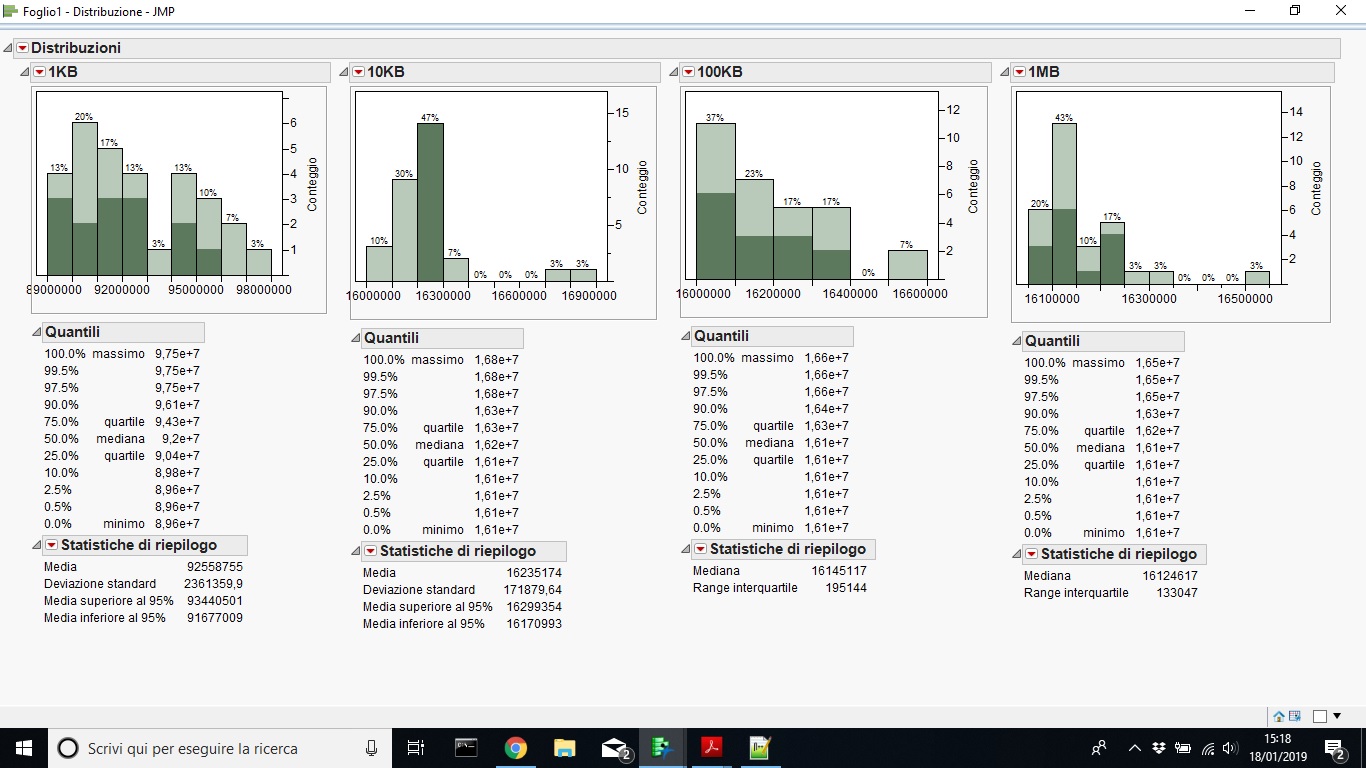 Foglio1 - Distribuzione - JMP
Distribuzioni
1KB
13%
20%
17%
13%
3%
13%
10%
7%
3%
6
5
4
3
2
1
Conteggio
89000000 92000000 95000000 98000000
Quantili
100.0% massimo 9,75e+7
99.5% 9,75e+7
97.5% 9,75e+7
90.0% 9,61e+7
75.0% quartile 9,43e+7
50.0% mediana 9,2e+7
25.0% quartile 9,04e+7
10.0% 8,98e+7
2.5% 8,96e+7
0.5% 8,96e+7
0.0% minimo 8,96e+7
Statistiche di riepilogo
Media 92558755
Deviazione standard 2361359,9
Media superiore al 95% 93440501
Media inferiore al 95% 91677009
10KB
10%
30%
47%
7%
0%
0%
0%
3%
3%
15
10
5
Conteggio
16000000 16300000 16600000 16900000
Quantili
100.0% massimo 1,68e+7
99.5% 1,68e+7
97.5% 1,68e+7
90.0% 1,63e+7
75.0% quartile 1,63e+7
50.0% mediana 1,62e+7
25.0% quartile 1,61e+7
10.0% 1,61e+7
2.5% 1,61e+7
0.5% 1,61e+7
0.0% minimo 1,61e+7
Statistiche di riepilogo
Media 16235174
Deviazione standard 171879,64
Media superiore al 95% 16299354
Media inferiore al 95% 16170993
100KB
37%
23%
17%
17%
0%
7%
12
10
8
6
4
2
Conteggio
16000000 16200000 16400000 16600000
Quantili
100.0% massimo 1,66e+7
99.5% 1,66e+7
97.5% 1,66e+7
90.0% 1,64e+7
75.0% quartile 1,63e+7
50.0% mediana 1,61e+7
25.0% quartile 1,61e+7
10.0% 1,61e+7
2.5% 1,61e+7
0.5% 1,61e+7
0.0% minimo 1,61e+7
Statistiche di riepilogo
Mediana 16145117
Range interquartile 195144
1MB
20%
43%
10%
17%
3%
3%
0%
0%
0%
3%
14
12
10
8
6
4
2
Conteggio
16100000 16300000 16500000
Quantili
100.0% massimo 1,65e+7
99.5% 1,65e+7
97.5% 1,65e+7
90.0% 1,63e+7
75.0% quartile 1,62e+7
50.0% mediana 1,61e+7
25.0% quartile 1,61e+7
10.0% 1,61e+7
2.5% 1,61e+7
0.5% 1,61e+7
0.0% minimo 1,61e+7
Statistiche di riepilogo
Mediana 16124617
Range interquartile 133047
Scrivi qui per eseguire la ricerca
2
15:18
18/01/2019
2